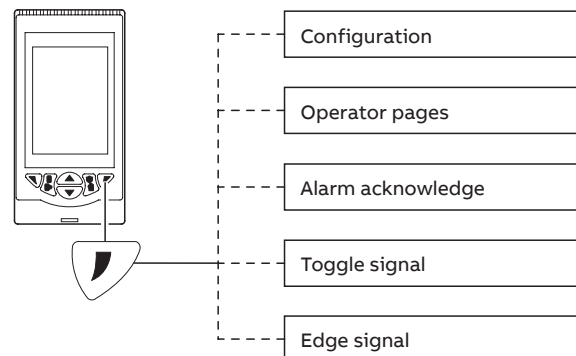 Configuration
Operator pages
Alarm acknowledge
Toggle signal
Edge signal